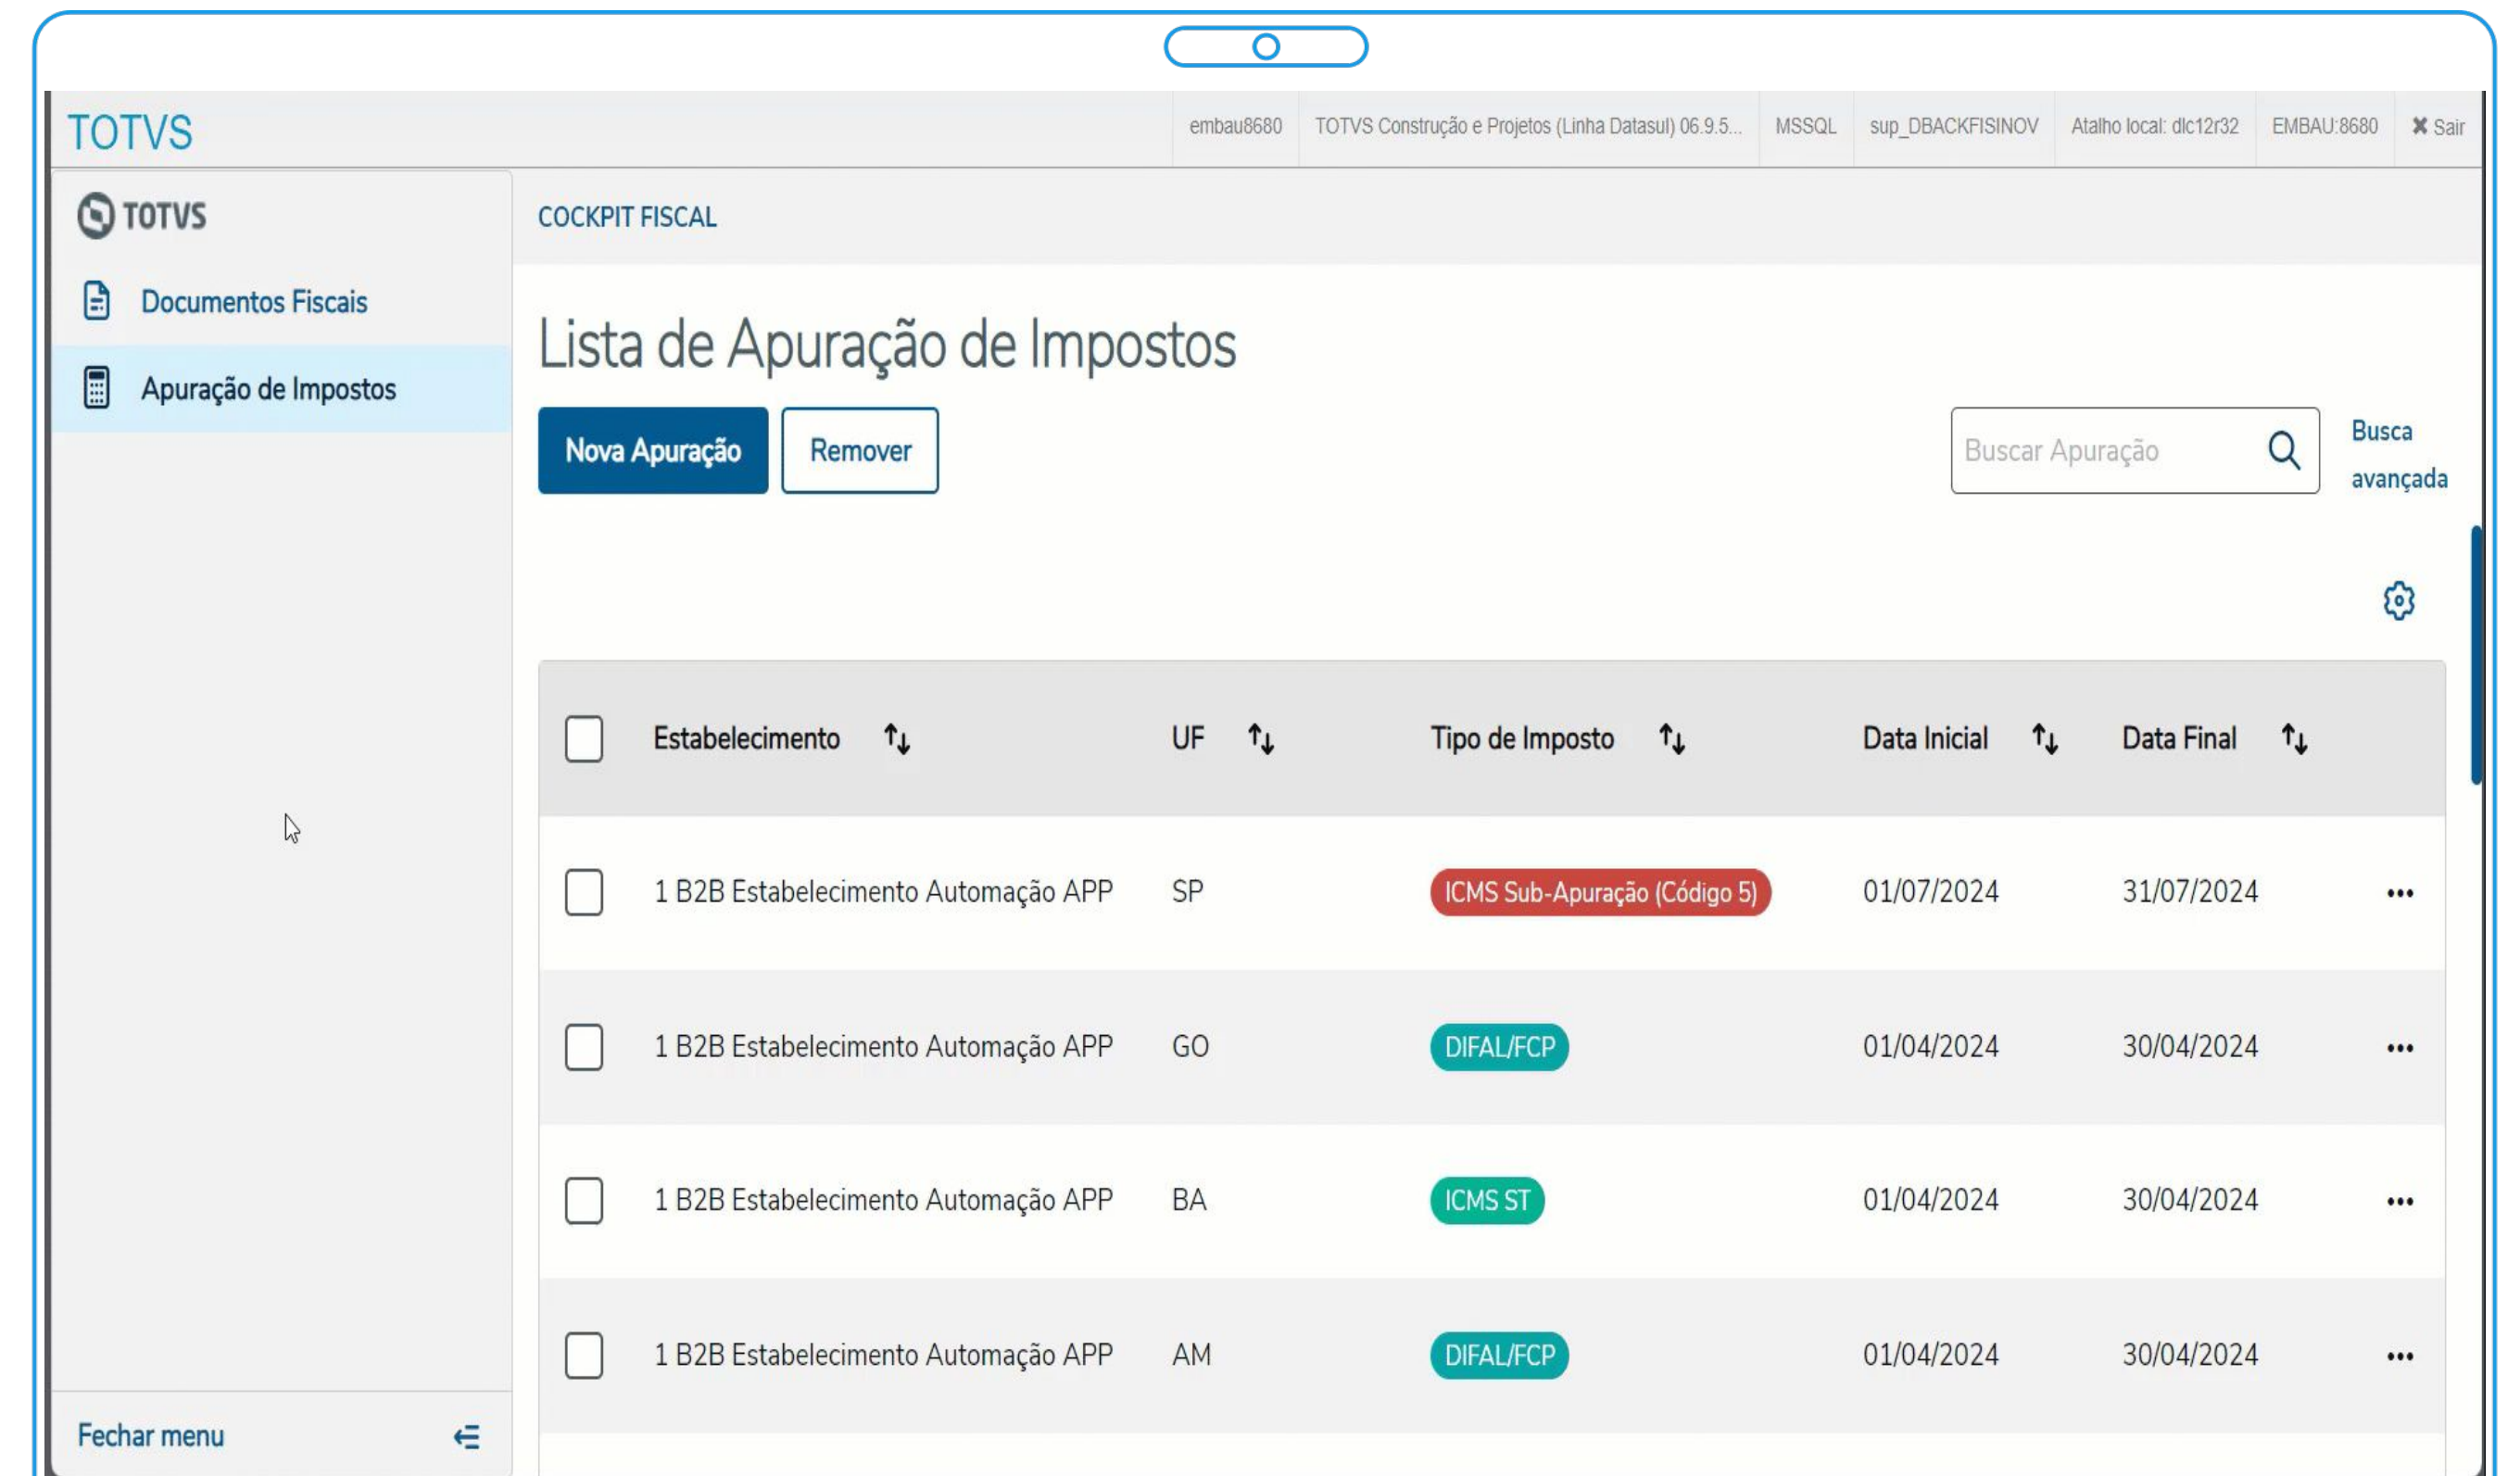 TOTVS
embau8680 TOTVS Construção e Projetos (Linha Datasul) 06.9.5... MSSQL sup_DBACKFISINOV Atalho local: dlc12r32 EMBAU:8680 ✖ Sair
TOTVS
Documentos Fiscais
Apuração de Impostos
COCKPIT FISCAL
Lista de Apuração de Impostos
Nova Apuração Remover
Buscar Apuração
Busca
avançada
Estabelecimento UF Tipo de Imposto Data Inicial Data Final
1 B2B Estabelecimento Automação APP SP ICMS Sub-Apuração (Código 5) 01/07/2024 31/07/2024
1 B2B Estabelecimento Automação APP GO DIFAL/FCP 01/04/2024 30/04/2024
1 B2B Estabelecimento Automação APP BA ICMS ST 01/04/2024 30/04/2024
1 B2B Estabelecimento Automação APP AM DIFAL/FCP 01/04/2024 30/04/2024
Fechar menu